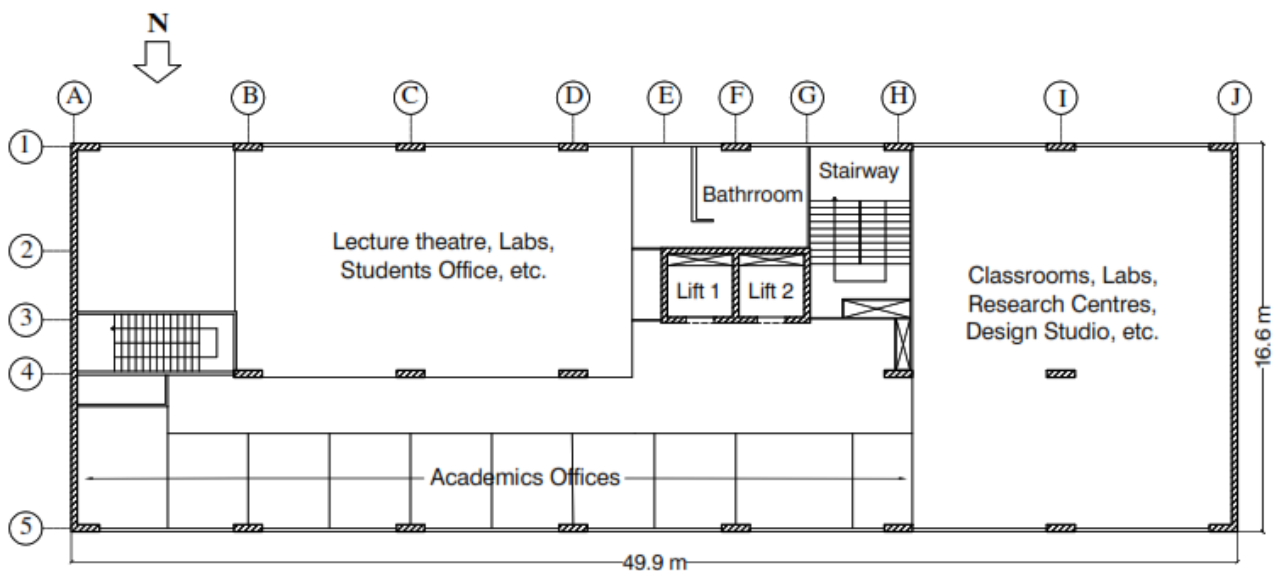 N
A
B
C
D
E
F
G
H
I
J
1
Stairway
Bathrroom
2
Lecture theatre, Labs,
Students Office, etc.
Classrooms, Labs,
Research Centres,
Design Studio, etc.
Lift 1
Lift 2
3
16.6 m
4
Academics Offices
5
49.9 m